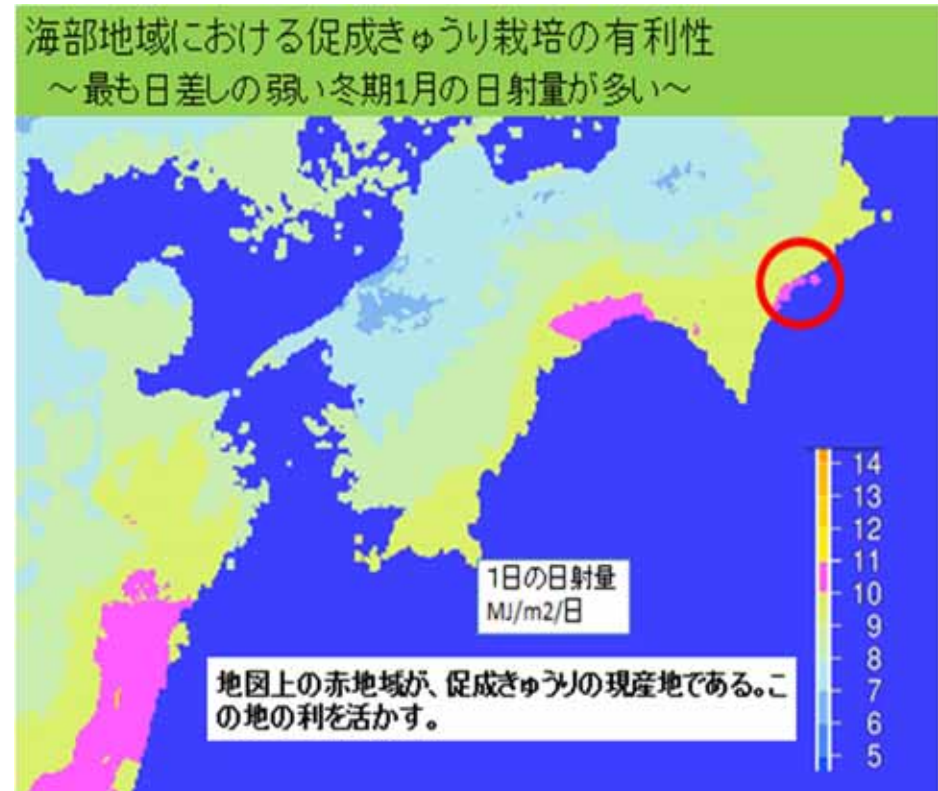 海部地域における促成きゅうり栽培の有利性
～最も日差しの弱い冬期1月の日射量が多い～
14
13
12
11
10
9
8
7
6
5
1日の日射量
MJ/m2/日
地図上の赤地域が、促成きゅうりの現産地である。こ
の地の利を活かす。